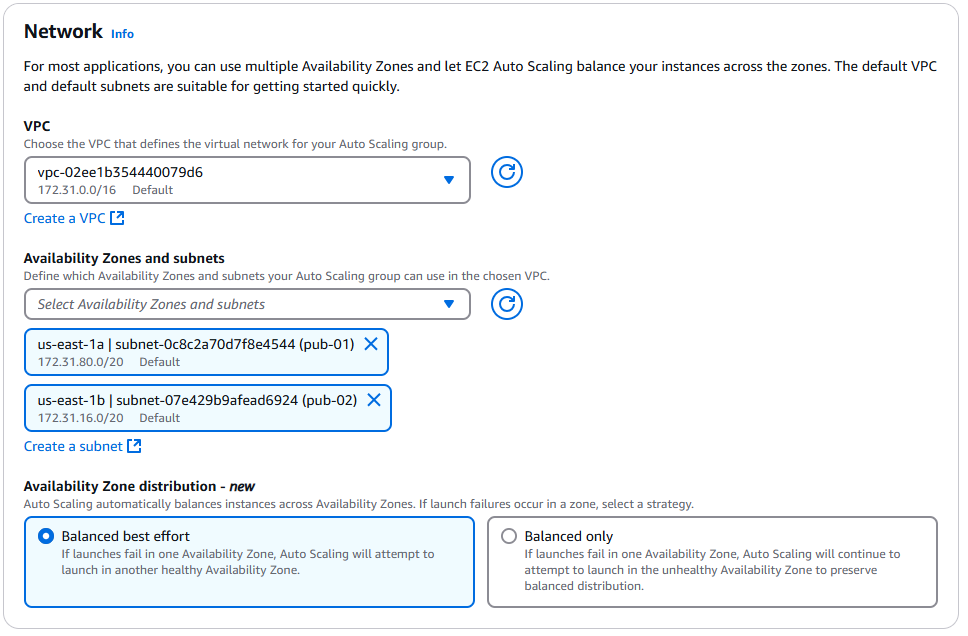 Network Info
For most applications, you can use multiple Availability Zones and let EC2 Auto Scaling balance your instances across the zones. The default VPC
and default subnets are suitable for getting started quickly.
VPC
Choose the VPC that defines the virtual network for your Auto Scaling group.
vpc-02ee1b354440079d6
172.31.0.0/16 Default
Create a VPC
Availability Zones and subnets
Define which Availability Zones and subnets your Auto Scaling group can use in the chosen VPC.
Select Availability Zones and subnets
us-east-1a | subnet-0c8c2a70d7f8e4544 (pub-01)
172.31.80.0/20 Default
us-east-1b | subnet-07e429b9afead6924 (pub-02)
172.31.16.0/20 Default
Create a subnet
Availability Zone distribution - new
Auto Scaling automatically balances instances across Availability Zones. If launch failures occur in a zone, select a strategy.
Balanced best effort
If launches fail in one Availability Zone, Auto Scaling will attempt to
launch in another healthy Availability Zone.
Balanced only
If launches fail in one Availability Zone, Auto Scaling will continue to
attempt to launch in the unhealthy Availability Zone to preserve
balanced distribution.